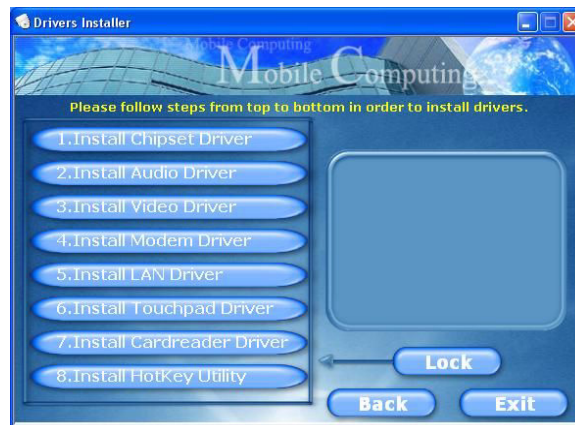 Drivers Installer
Mobile Computing
Mobile Computing
Please follow steps from top to bottom in order to install drivers.
1.Install Chipset Driver
2.Install Audio Driver
3.Install Video Driver
4.Install Modem Driver
5.Install LAN Driver
6.Install Touchpad Driver
7.Install Cardreader Driver
8.Install HotKey Utility
Lock
Back
Exit